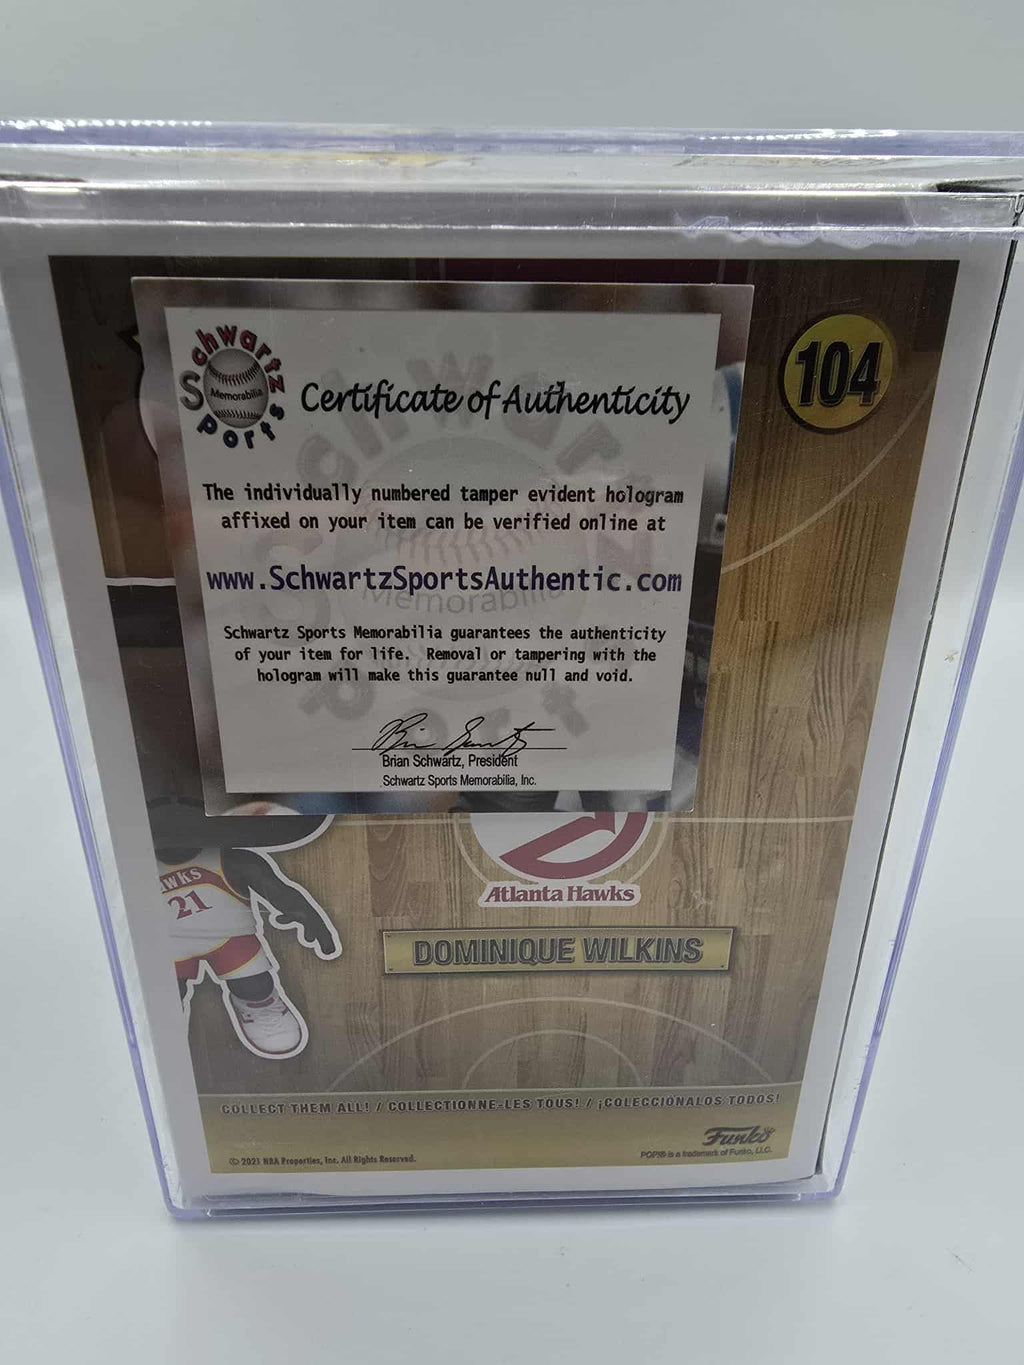 Schwartz
Sports
Memorabilia
Certificate of Authenticity
104
The individually numbered tamper evident hologram
affixed on your item can be verified online at
www.SchwartzSportsAuthentic.com
Schwartz Sports Memorabilia guarantees the authenticity
of your item for life. Removal or tampering with the
hologram will make this guarantee null and void.
Brian Schwartz, President
Schwartz Sports Memorabilia, Inc.
WKS
21
Atlanta Hawks
DOMINIQUE WILKINS
COLLECT THEM ALL! / COLLECTIONNE-LES TOUS! / ¡COLECCIÓNALOS TODOS!
Funko
© 2021 NBA Properties, Inc. All Rights Reserved.
POP!® is a trademark of Funko, LLC.